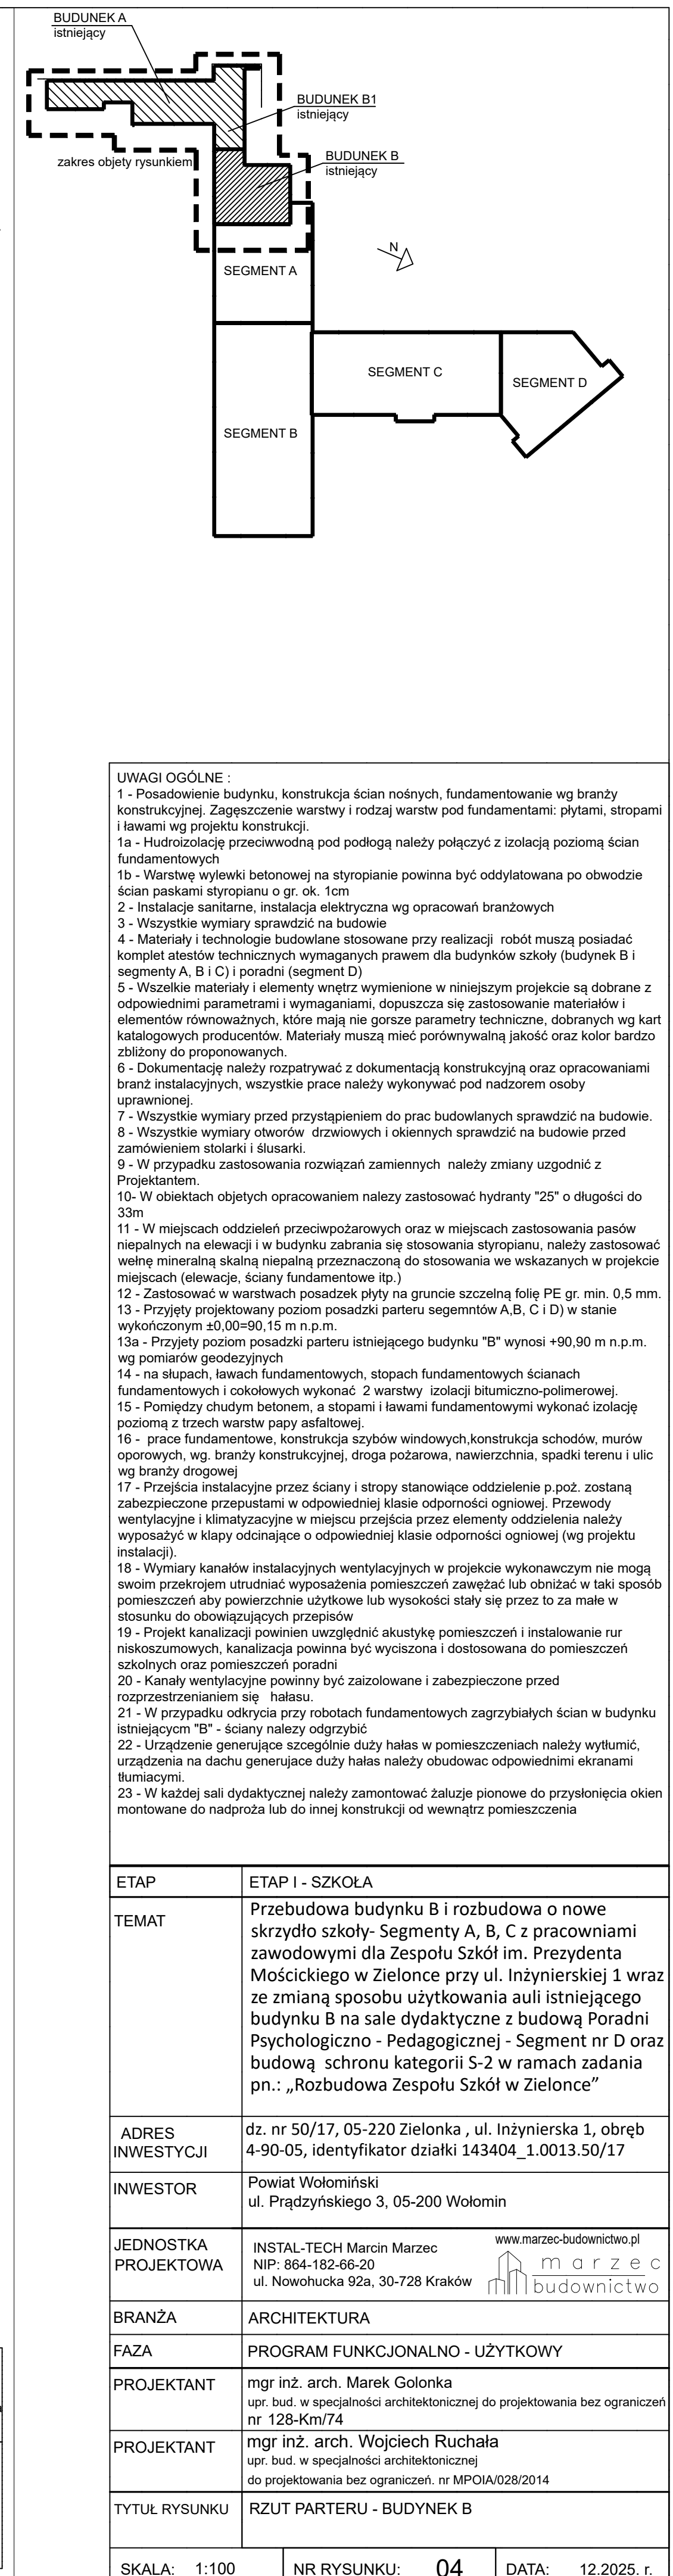 BUDUNEK A
istniejący
BUDUNEK B1
istniejący
BUDUNEK B
istniejący
zakres objety rysunkiem
N
SEGMENT A
SEGMENT C
SEGMENT D
SEGMENT B
UWAGI OGÓLNE :
1 - Posadowienie budynku, konstrukcja ścian nośnych, fundamentowanie wg branży
konstrukcyjnej. Zagęszczenie warstwy i rodzaj warstw pod fundamentami: płytami, stropami
i ławami wg projektu konstrukcji.
1a - Hudroizolację przeciwwodną pod podłogą należy połączyć z izolacją poziomą ścian
fundamentowych
1b - Warstwę wylewki betonowej na styropianie powinna być oddylatowana po obwodzie
ścian paskami styropianu o gr. ok. 1cm
2 - Instalacje sanitarne, instalacja elektryczna wg opracowań branżowych
3 - Wszystkie wymiary sprawdzić na budowie
4 - Materiały i technologie budowlane stosowane przy realizacji robót muszą posiadać
komplet atestów technicznych wymaganych prawem dla budynków szkoły (budynek B i
segmenty A, B i C) i poradni (segment D)
5 - Wszelkie materiały i elementy wnętrz wymienione w niniejszym projekcie są dobrane z
odpowiednimi parametrami i wymaganiami, dopuszcza się zastosowanie materiałów i
elementów równoważnych, które mają nie gorsze parametry techniczne, dobranych wg kart
katalogowych producentów. Materiały muszą mieć porównywalną jakość oraz kolor bardzo
zbliżony do proponowanych.
6 - Dokumentację należy rozpatrywać z dokumentacją konstrukcyjną oraz opracowaniami
branż instalacyjnych, wszystkie prace należy wykonywać pod nadzorem osoby
uprawnionej.
7 - Wszystkie wymiary przed przystąpieniem do prac budowlanych sprawdzić na budowie.
8 - Wszystkie wymiary otworów drzwiowych i okiennych sprawdzić na budowie przed
zamówieniem stolarki i ślusarki.
9 - W przypadku zastosowania rozwiązań zamiennych należy zmiany uzgodnić z
Projektantem.
10- W obiektach objetych opracowaniem nalezy zastosować hydranty "25" o długości do
33m
11 - W miejscach oddzieleń przeciwpożarowych oraz w miejscach zastosowania pasów
niepalnych na elewacji i w budynku zabrania się stosowania styropianu, należy zastosować
wełnę mineralną skalną niepalną przeznaczoną do stosowania we wskazanych w projekcie
miejscach (elewacje, ściany fundamentowe itp.)
12 - Zastosować w warstwach posadzek płyty na gruncie szczelną folię PE gr. min. 0,5 mm.
13 - Przyjęty projektowany poziom posadzki parteru segemntów A,B, C i D) w stanie
wykończonym ±0,00=90,15 m n.p.m.
13a - Przyjety poziom posadzki parteru istniejącego budynku "B" wynosi +90,90 m n.p.m.
wg pomiarów geodezyjnych
14 - na słupach, ławach fundamentowych, stopach fundamentowych ścianach
fundamentowych i cokołowych wykonać 2 warstwy izolacji bitumiczno-polimerowej.
15 - Pomiędzy chudym betonem, a stopami i ławami fundamentowymi wykonać izolację
poziomą z trzech warstw papy asfaltowej.
16 - prace fundamentowe, konstrukcja szybów windowych,konstrukcja schodów, murów
oporowych, wg. branży konstrukcyjnej, droga pożarowa, nawierzchnia, spadki terenu i ulic
wg branży drogowej
17 - Przejścia instalacyjne przez ściany i stropy stanowiące oddzielenie p.poż. zostaną
zabezpieczone przepustami w odpowiedniej klasie odporności ogniowej. Przewody
wentylacyjne i klimatyzacyjne w miejscu przejścia przez elementy oddzielenia należy
wyposażyć w klapy odcinające o odpowiedniej klasie odporności ogniowej (wg projektu
instalacji).
18 - Wymiary kanałów instalacyjnych wentylacyjnych w projekcie wykonawczym nie mogą
swoim przekrojem utrudniać wyposażenia pomieszczeń zawężać lub obniżać w taki sposób
pomieszczeń aby powierzchnie użytkowe lub wysokości stały się przez to za małe w
stosunku do obowiązujących przepisów
19 - Projekt kanalizacji powinien uwzględnić akustykę pomieszczeń i instalowanie rur
niskoszumowych, kanalizacja powinna być wyciszona i dostosowana do pomieszczeń
szkolnych oraz pomieszczeń poradni
20 - Kanały wentylacyjne powinny być zaizolowane i zabezpieczone przed
rozprzestrzenianiem się hałasu.
21 - W przypadku odkrycia przy robotach fundamentowych zagrzybiałych ścian w budynku
istniejącycm "B" - ściany nalezy odgrzybić
22 - Urządzenie generujące szcególnie duży hałas w pomieszczeniach należy wytłumić,
urządzenia na dachu generujace duży hałas należy obudowac odpowiednimi ekranami
tłumiacymi.
23 - W każdej sali dydaktycznej należy zamontować żaluzje pionowe do przysłonięcia okien
montowane do nadproża lub do innej konstrukcji od wewnątrz pomieszczenia
ETAP
ETAP I - SZKOŁA
TEMAT
Przebudowa budynku B i rozbudowa o nowe
skrzydło szkoły- Segmenty A, B, C z pracowniami
zawodowymi dla Zespołu Szkół im. Prezydenta
Mościckiego w Zielonce przy ul. Inżynierskiej 1 wraz
ze zmianą sposobu użytkowania auli istniejącego
budynku B na sale dydaktyczne z budową Poradni
Psychologiczno - Pedagogicznej - Segment nr D oraz
budową schronu kategorii S-2 w ramach zadania
pn.: „Rozbudowa Zespołu Szkół w Zielonce”
ADRES
INWESTYCJI
dz. nr 50/17, 05-220 Zielonka , ul. Inżynierska 1, obręb
4-90-05, identyfikator działki 143404_1.0013.50/17
INWESTOR
Powiat Wołomiński
ul. Prądzyńskiego 3, 05-200 Wołomin
JEDNOSTKA
PROJEKTOWA
INSTAL-TECH Marcin Marzec
NIP: 864-182-66-20
ul. Nowohucka 92a, 30-728 Kraków
www.marzec-budownictwo.pl
marzec
budownictwo
BRANŻA
ARCHITEKTURA
FAZA
PROGRAM FUNKCJONALNO - UŻYTKOWY
PROJEKTANT
mgr inż. arch. Marek Golonka
upr. bud. w specjalności architektonicznej do projektowania bez ograniczeń
nr 128-Km/74
PROJEKTANT
mgr inż. arch. Wojciech Ruchała
upr. bud. w specjalności architektonicznej
do projektowania bez ograniczeń. nr MPOIA/028/2014
TYTUŁ RYSUNKU
RZUT PARTERU - BUDYNEK B
SKALA: 1:100
NR RYSUNKU: 04
DATA: 12.2025. r.